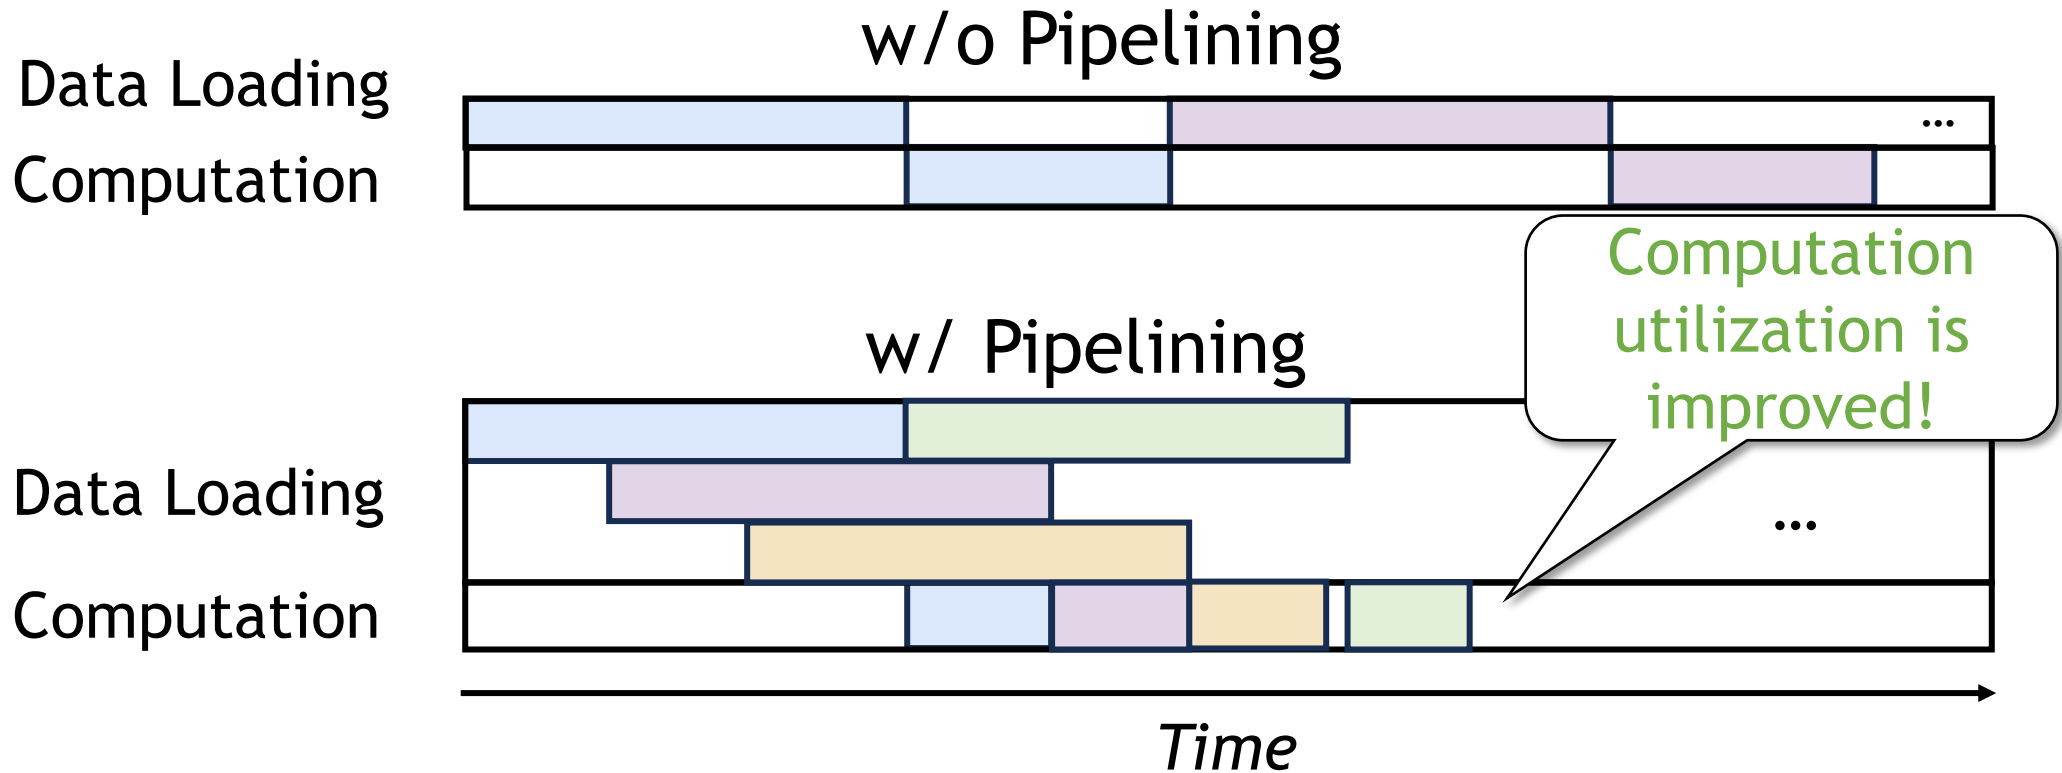 w/o Pipelining
Data Loading
...
Computation
Computation
utilization is
improved!
w/ Pipelining
Data Loading
...
Computation
Time